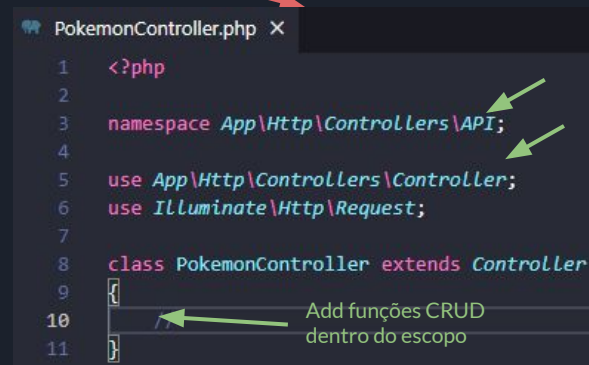 PokemonController.php ×
1 <?php
2
3 namespace App\Http\Controllers\API;
4
5 use App\Http\Controllers\Controller;
6 use Illuminate\Http\Request;
7
8 class PokemonController extends Controller
9 {
10 //
Add funções CRUD
dentro do escopo
11 }